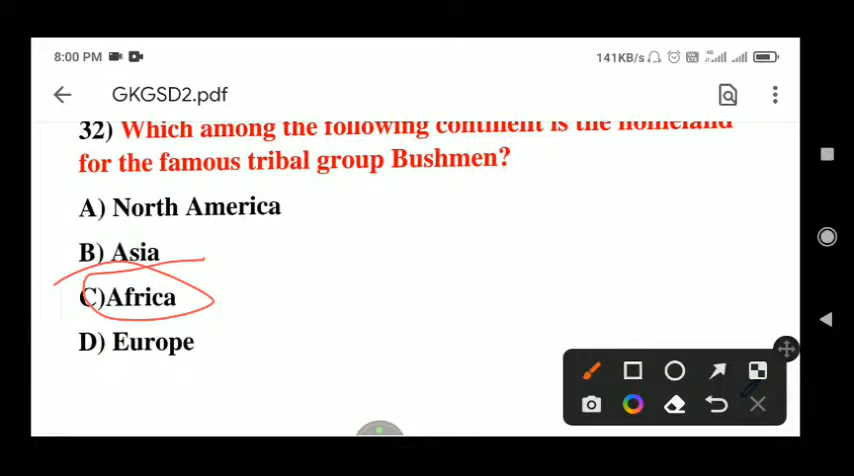 8:00 PM 141KB/s 4G
GKGSD2.pdf
32) Which among the following continent is the homeland
for the famous tribal group Bushmen?
A) North America
B) Asia
C)Africa
D) Europe